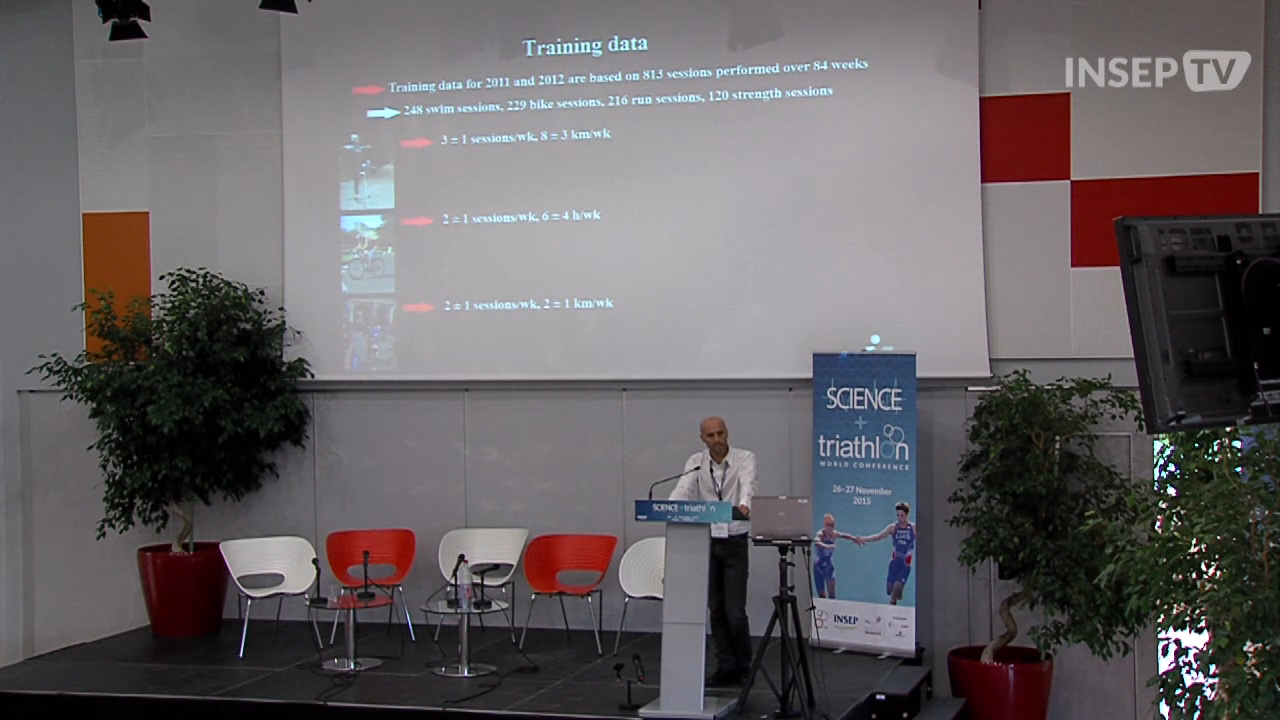 Training data
INSEP TV
Training data for 2011 and 2012 are based on 813 sessions performed over 84 weeks
248 swim sessions, 229 bike sessions, 216 run sessions, 120 strength sessions
3 ± 1 sessions/wk, 8 ± 3 km/wk
2 ± 1 sessions/wk, 6 ± 4 h/wk
2 ± 1 sessions/wk, 2 ± 1 km/wk
SCIENCE
+
triathlon
WORLD CONFERENCE
26-27 November
2015
SCIENCE + triathlon
LUIS
INSEP